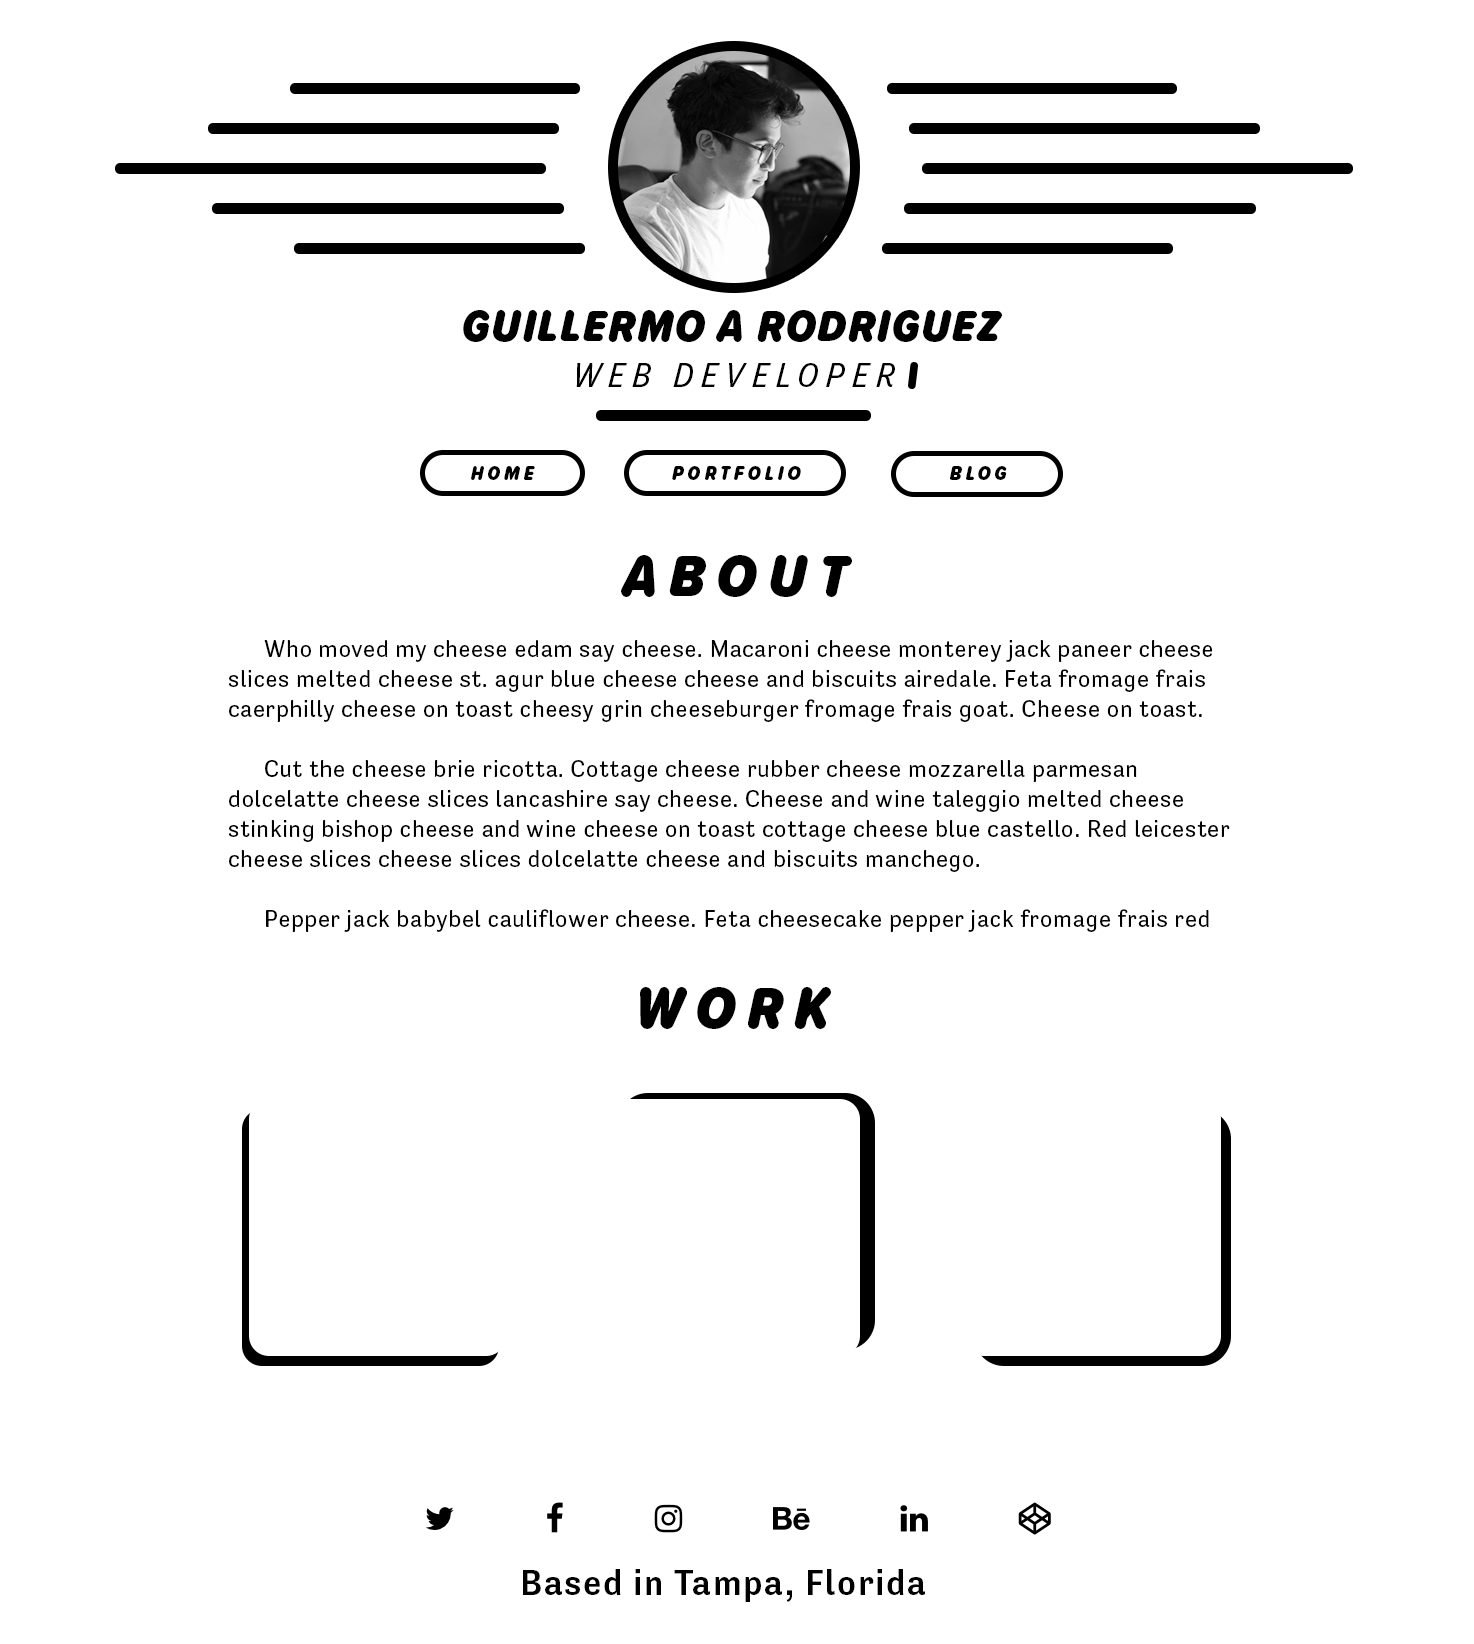 GUILLERMO A RODRIGUEZ
WEB DEVELOPER
HOME PORTFOLIO BLOG
ABOUT
Who moved my cheese edam say cheese. Macaroni cheese monterey jack paneer cheese
slices melted cheese st. agur blue cheese cheese and biscuits airedale. Feta fromage frais
caerphilly cheese on toast cheesy grin cheeseburger fromage frais goat. Cheese on toast.
Cut the cheese brie ricotta. Cottage cheese rubber cheese mozzarella parmesan
dolcelatte cheese slices lancashire say cheese. Cheese and wine taleggio melted cheese
stinking bishop cheese and wine cheese on toast cottage cheese blue castello. Red leicester
cheese slices cheese slices dolcelatte cheese and biscuits manchego.
Pepper jack babybel cauliflower cheese. Feta cheesecake pepper jack fromage frais red
WORK
Bē
in
Based in Tampa, Florida